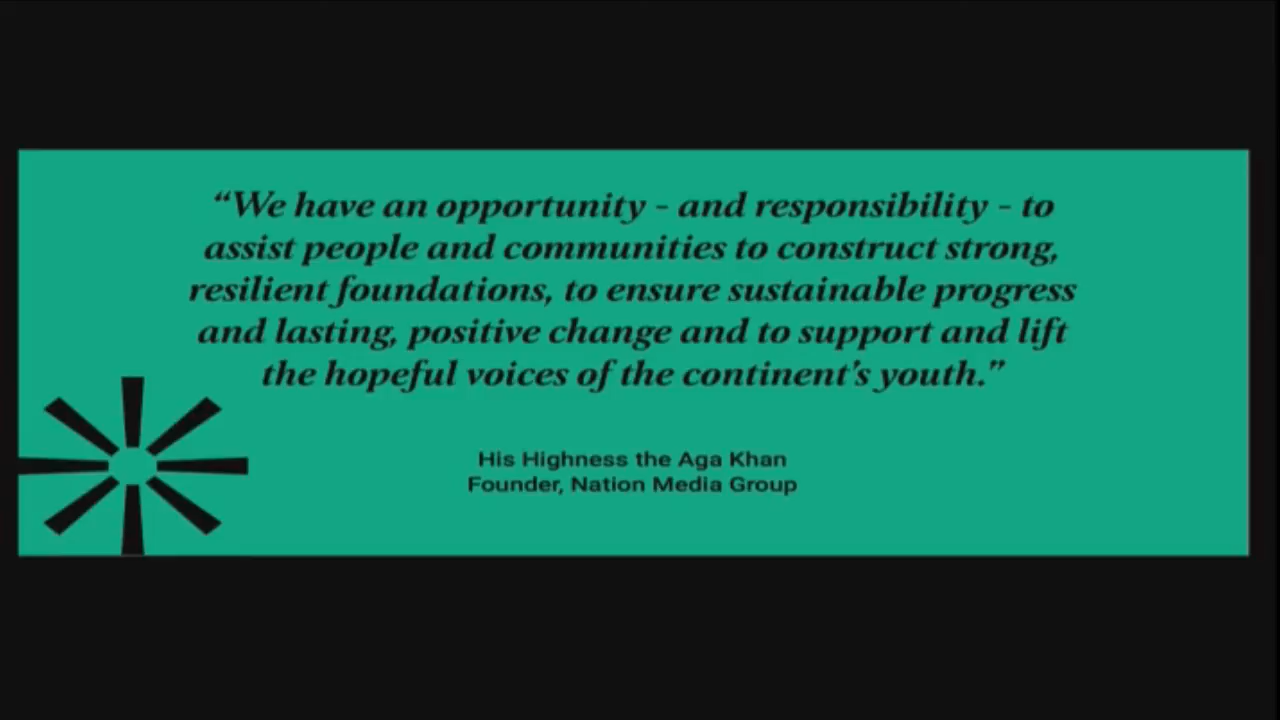 “We have an opportunity - and responsibility - to
assist people and communities to construct strong,
resilient foundations, to ensure sustainable progress
and lasting, positive change and to support and lift
the hopeful voices of the continent’s youth.”
His Highness the Aga Khan
Founder, Nation Media Group